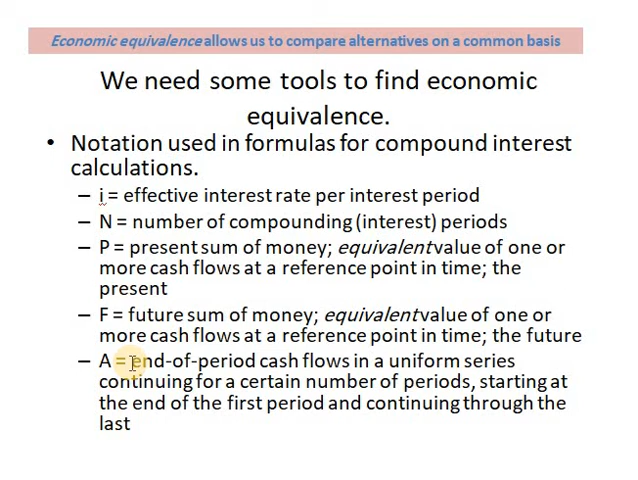 Economic equivalence allows us to compare alternatives on a common basis
We need some tools to find economic
equivalence.
• Notation used in formulas for compound interest
calculations.
– i = effective interest rate per interest period
– N = number of compounding (interest) periods
– P = present sum of money; equivalent value of one or
more cash flows at a reference point in time; the
present
– F = future sum of money; equivalent value of one or
more cash flows at a reference point in time; the future
– A = end-of-period cash flows in a uniform series
continuing for a certain number of periods, starting at
the end of the first period and continuing through the
last